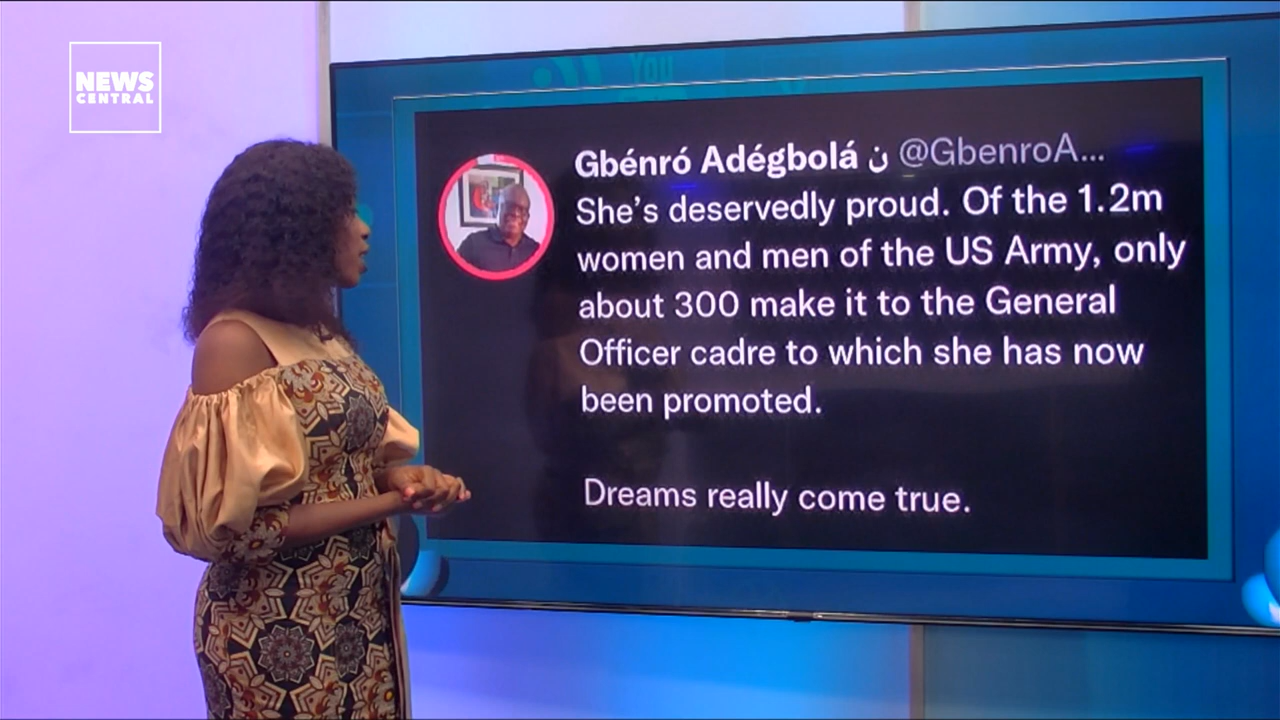 NEWS
CENTRAL
You
Gbénró Adégbolá ن @GbenroA...
She's deservedly proud. Of the 1.2m
women and men of the US Army, only
about 300 make it to the General
Officer cadre to which she has now
been promoted.
Dreams really come true.